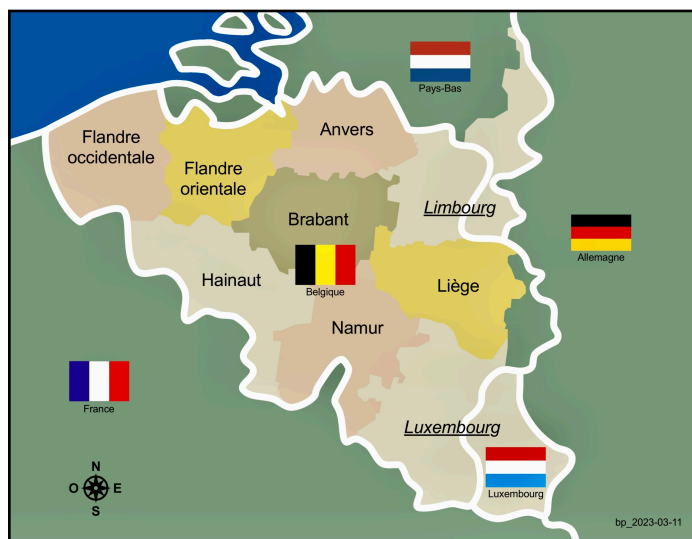 Pays-Bas
Flandre
occidentale
Anvers
Flandre
orientale
Limbourg
Brabant
Allemagne
Hainaut
Belgique
Liège
Namur
France
Luxembourg
Luxembourg
N
O E
S
bp_2023-03-11